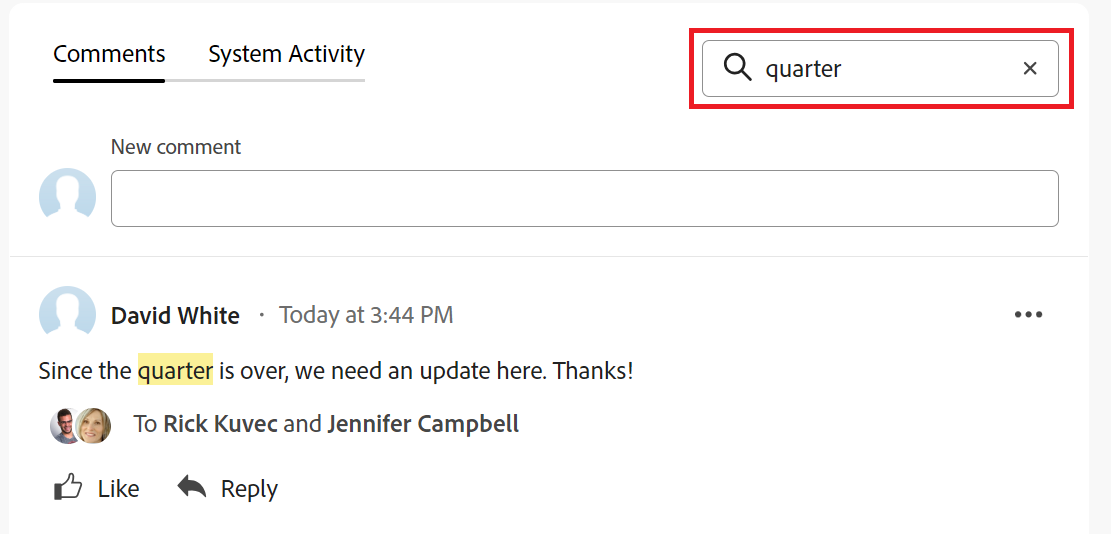 Comments System Activity
quarter
New comment
David White · Today at 3:44 PM
Since the quarter is over, we need an update here. Thanks!
To Rick Kuvec and Jennifer Campbell
Like Reply